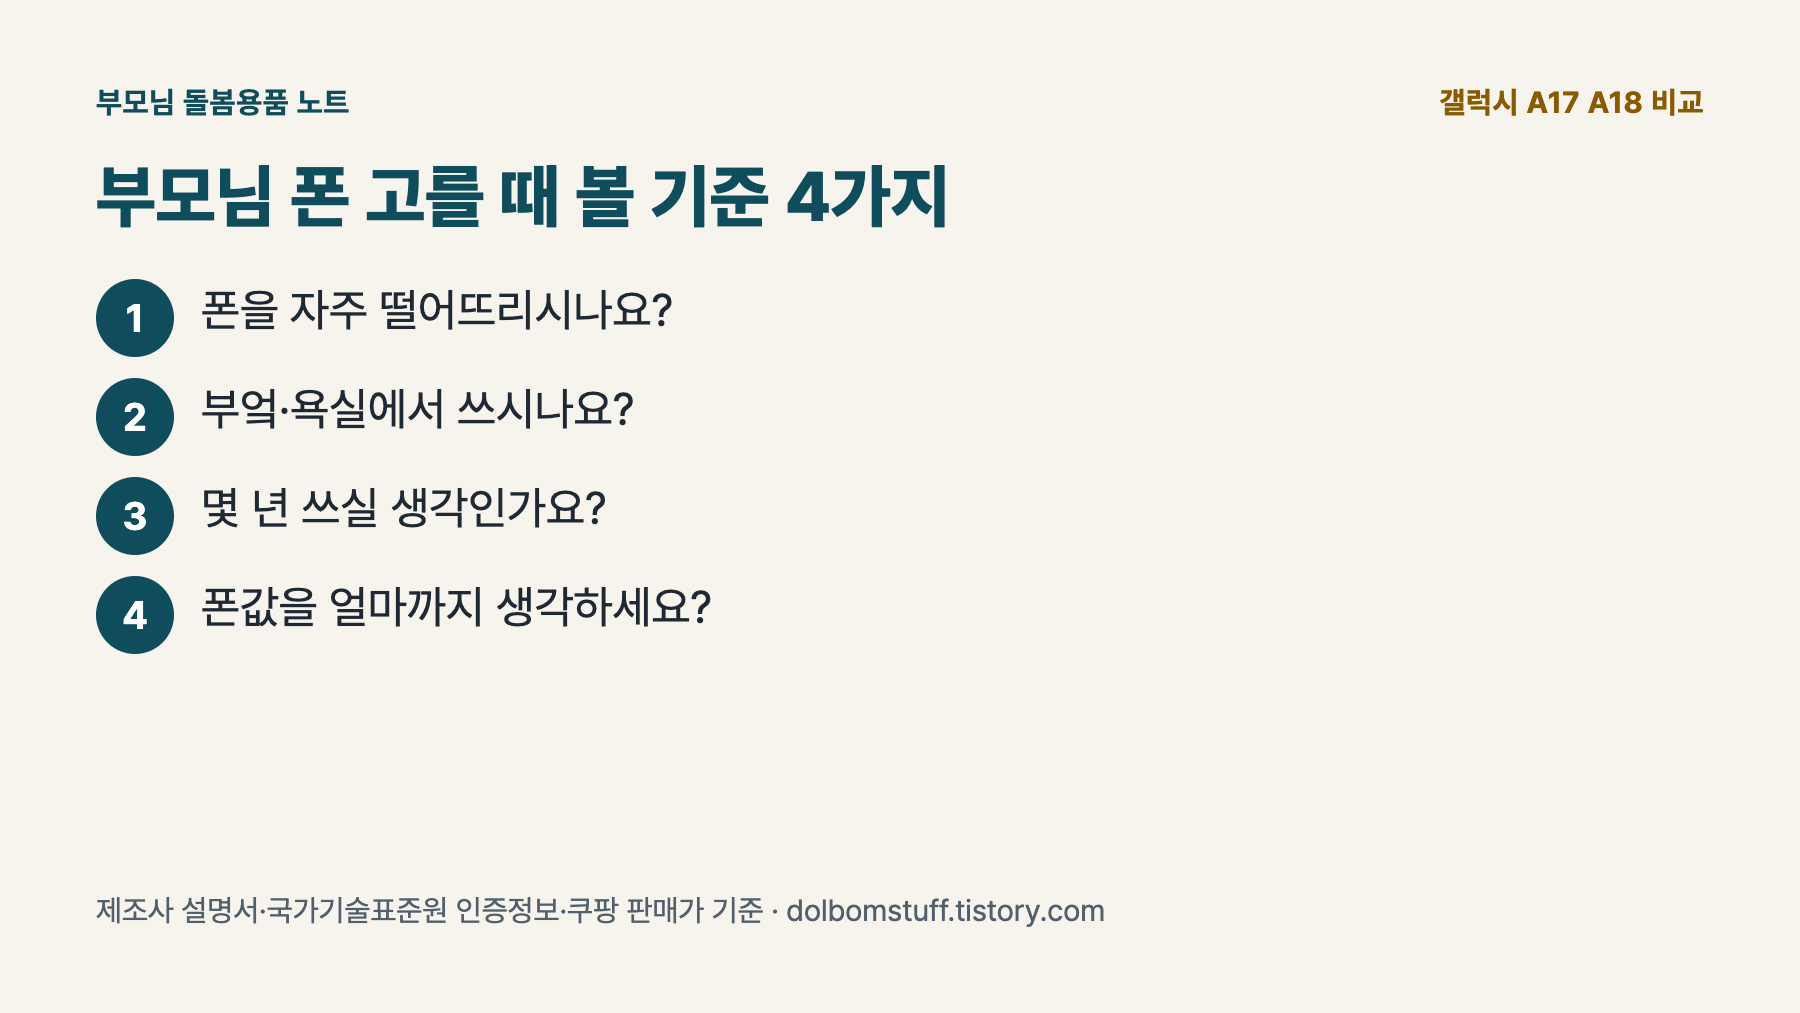 부모님 돌봄용품 노트
갤럭시 A17 A18 비교
부모님 폰 고를 때 볼 기준 4가지
1 폰을 자주 떨어뜨리시나요?
2 부엌·욕실에서 쓰시나요?
3 몇 년 쓰실 생각인가요?
4 폰값을 얼마까지 생각하세요?
제조사 설명서·국가기술표준원 인증정보·쿠팡 판매가 기준 · dolbomstuff.tistory.com